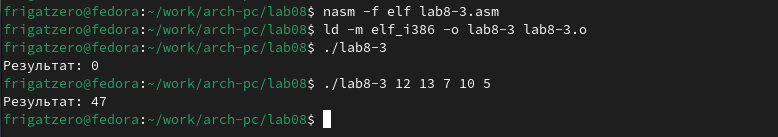 frigatzero@fedora:~/work/arch-pc/lab08$ nasm -f elf lab8-3.asm
frigatzero@fedora:~/work/arch-pc/lab08$ ld -m elf_i386 -o lab8-3 lab8-3.o
frigatzero@fedora:~/work/arch-pc/lab08$ ./lab8-3
Результат: 0
frigatzero@fedora:~/work/arch-pc/lab08$ ./lab8-3 12 13 7 10 5
Результат: 47
frigatzero@fedora:~/work/arch-pc/lab08$